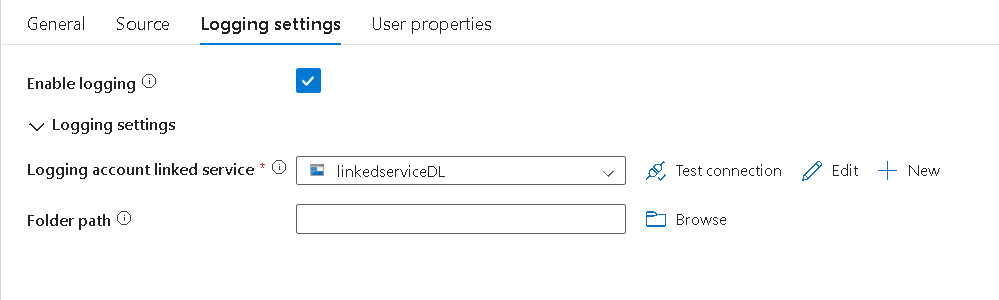 General Source Logging settings User properties
Enable logging
Logging settings
Logging account linked service * linkedserviceDL Test connection Edit New
Folder path Browse